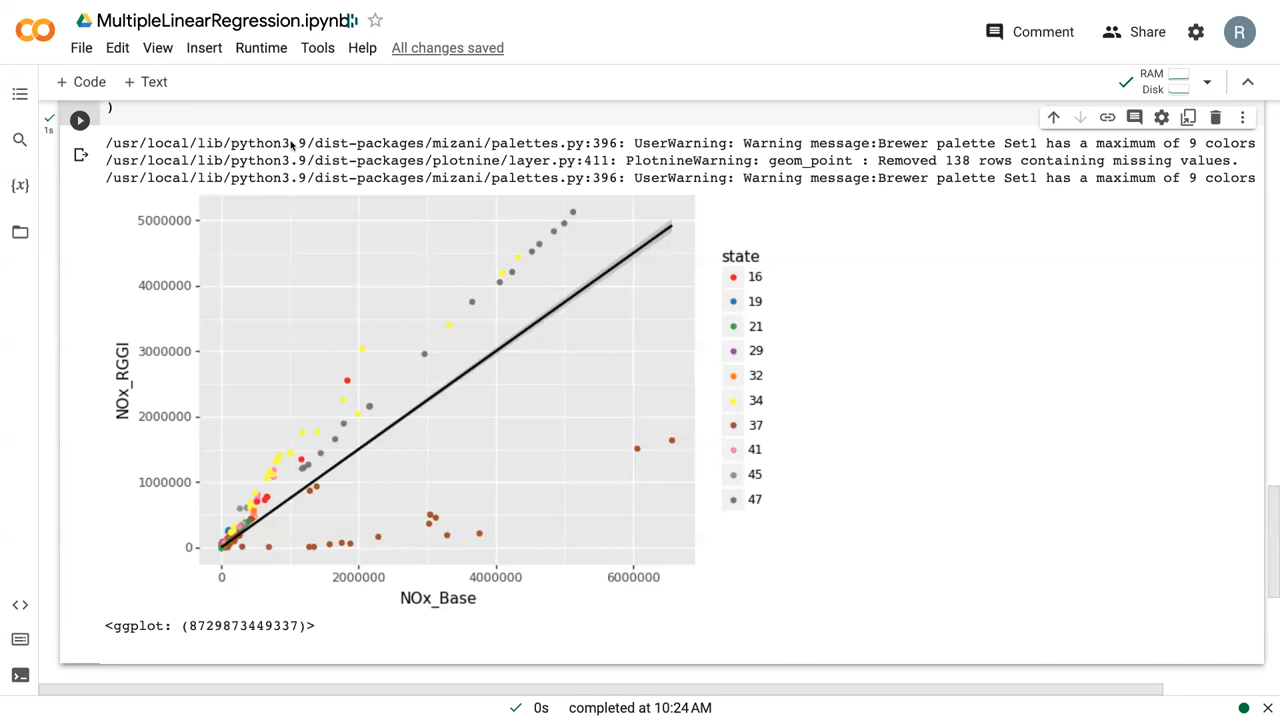 MultipleLinearRegression.ipynb
File Edit View Insert Runtime Tools Help All changes saved
Comment
Share
R
+ Code + Text
RAM
Disk
)
1s
/usr/local/lib/python3.9/dist-packages/mizani/palettes.py:396: UserWarning: Warning message:Brewer palette Set1 has a maximum of 9 colors
/usr/local/lib/python3.9/dist-packages/plotnine/layer.py:411: PlotnineWarning: geom_point : Removed 138 rows containing missing values.
/usr/local/lib/python3.9/dist-packages/mizani/palettes.py:396: UserWarning: Warning message:Brewer palette Set1 has a maximum of 9 colors
{x}
5000000
4000000
3000000
2000000
1000000
0
NOx_RGGI
0 2000000 4000000 6000000
NOx_Base
state
16
19
21
29
32
34
37
41
45
47
<ggplot: (8729873449337)>
0s completed at 10:24 AM